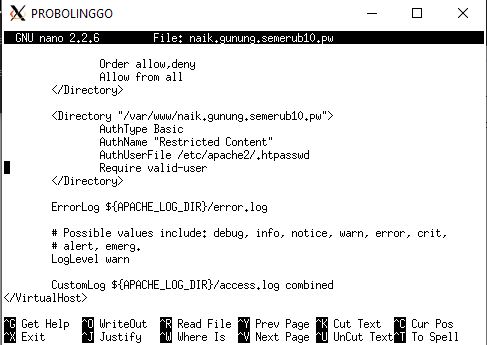 PROBOLINGGO
GNU nano 2.2.6 File: naik.gunung.semerub10.pw
Order allow,deny
Allow from all
</Directory>
<Directory "/var/www/naik.gunung.semerub10.pw">
AuthType Basic
AuthName "Restricted Content"
AuthUserFile /etc/apache2/.htpasswd
Require valid-user
</Directory>
ErrorLog ${APACHE_LOG_DIR}/error.log
# Possible values include: debug, info, notice, warn, error, crit,
# alert, emerg.
LogLevel warn
CustomLog ${APACHE_LOG_DIR}/access.log combined
</VirtualHost>
^G Get Help ^O WriteOut ^R Read File ^Y Prev Page ^K Cut Text ^C Cur Pos
^X Exit ^J Justify ^W Where Is ^V Next Page ^U UnCut Text ^T To Spell